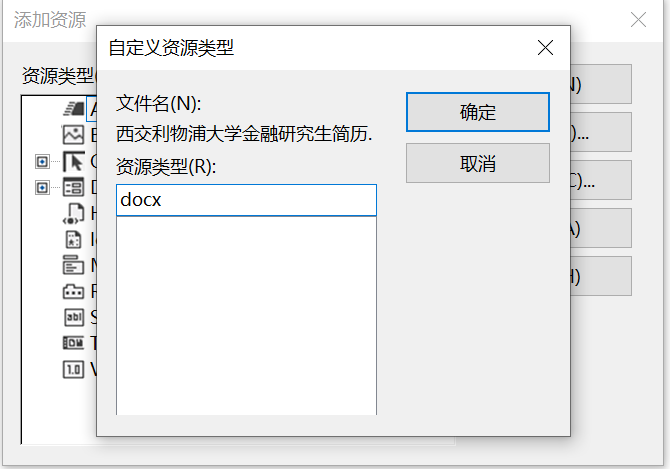 添加资源
自定义资源类型
资源类型(
文件名(N):
西交利物浦大学金融研究生简历.
资源类型(R):
docx
确定
取消
N)
)...
C)...
A)
H)